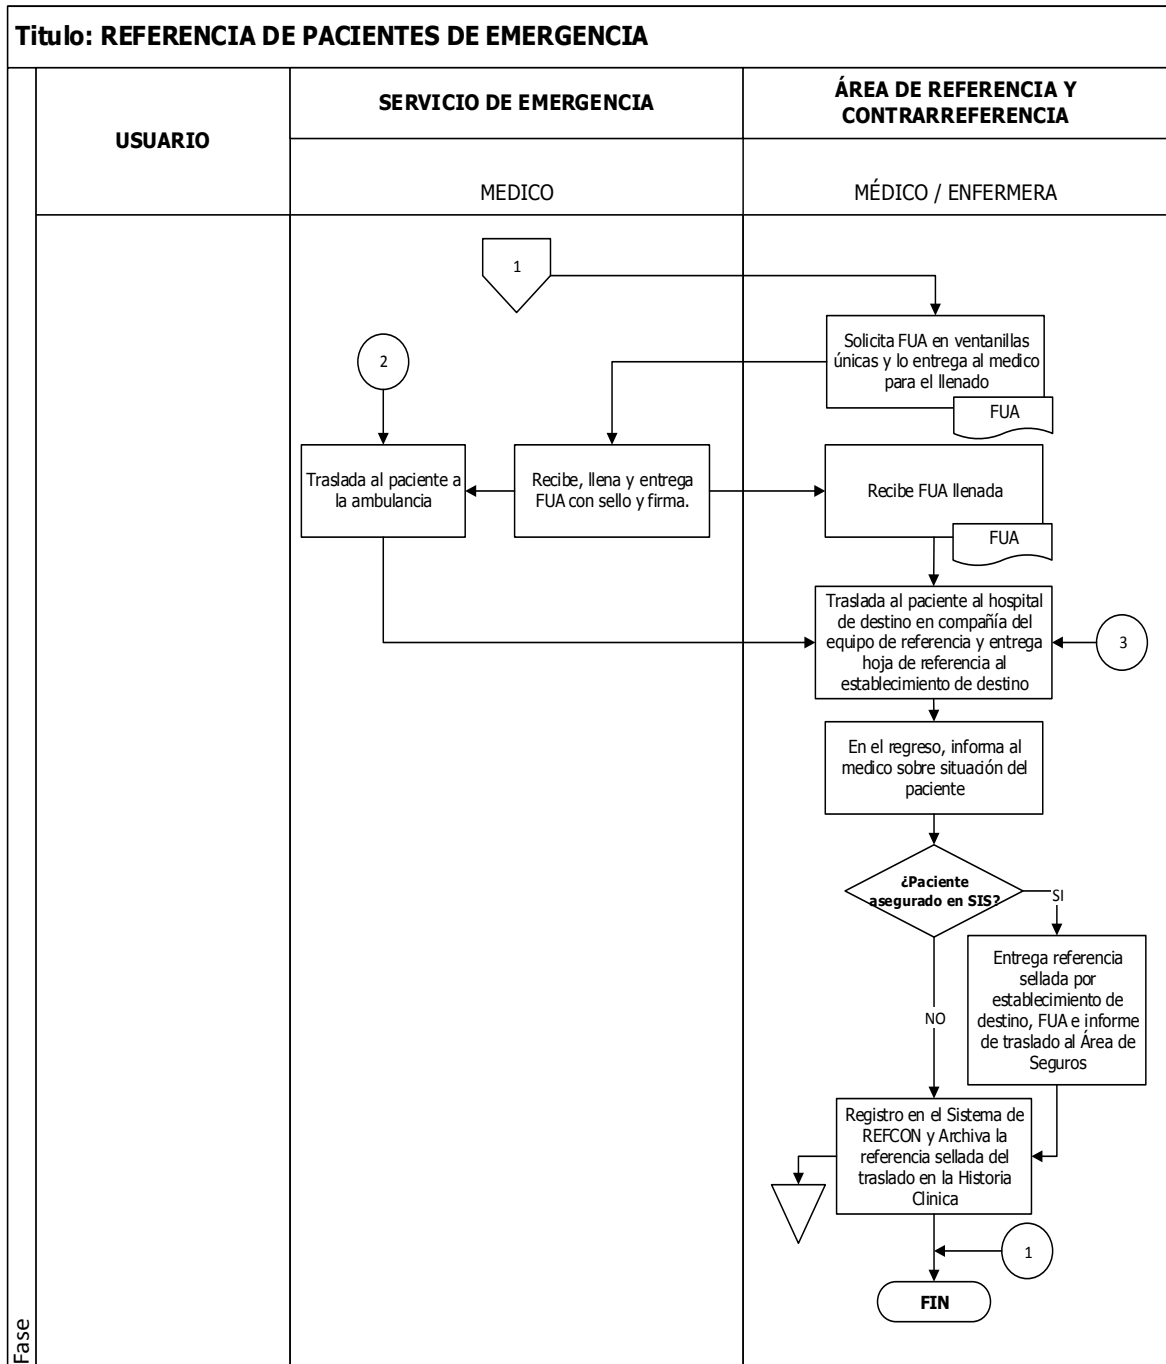 Titulo: REFERENCIA DE PACIENTES DE EMERGENCIA
USUARIO
SERVICIO DE EMERGENCIA
ÁREA DE REFERENCIA Y
CONTRARREFERENCIA
MEDICO
MÉDICO / ENFERMERA
1
Solicita FUA en ventanillas
únicas y lo entrega al medico
para el llenado
FUA
2
Traslada al paciente a
la ambulancia
Recibe, llena y entrega
FUA con sello y firma.
Recibe FUA llenada
FUA
Traslada al paciente al hospital
de destino en compañía del
equipo de referencia y entrega
hoja de referencia al
establecimiento de destino
3
En el regreso, informa al
medico sobre situación del
paciente
¿Paciente
asegurado en SIS?
SI
Entrega referencia
sellada por
establecimiento de
destino, FUA e informe
de traslado al Área de
Seguros
NO
Registro en el Sistema de
REFCON y Archiva la
referencia sellada del
traslado en la Historia
Clinica
1
FIN
Fase